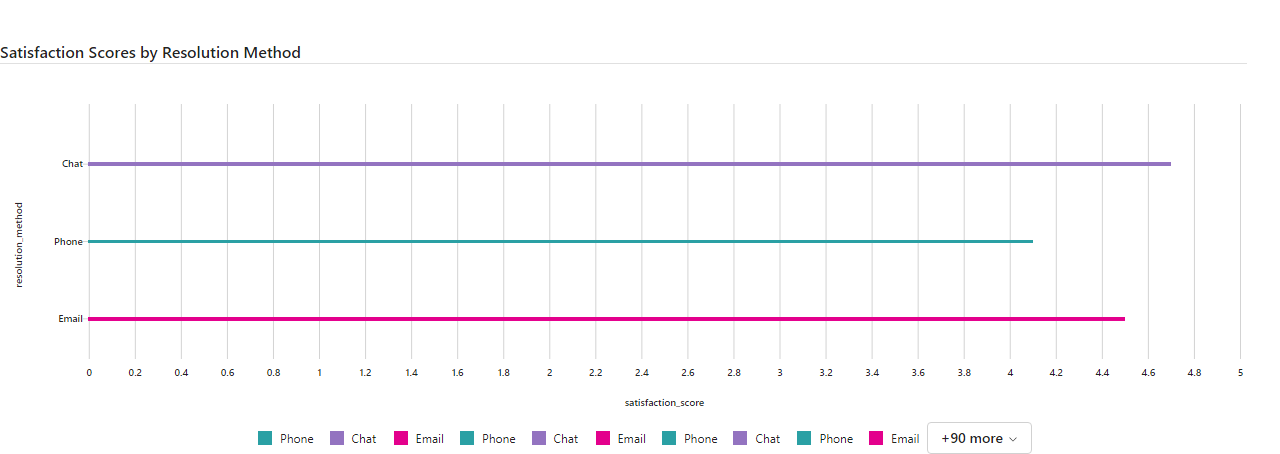 Satisfaction Scores by Resolution Method
Chat
Phone
Email
resolution_method
0 0.2 0.4 0.6 0.8 1 1.2 1.4 1.6 1.8 2 2.2 2.4 2.6 2.8 3 3.2 3.4 3.6 3.8 4 4.2 4.4 4.6 4.8 5
satisfaction_score
Phone Chat Email Phone Chat Email Phone Chat Phone Email +90 more